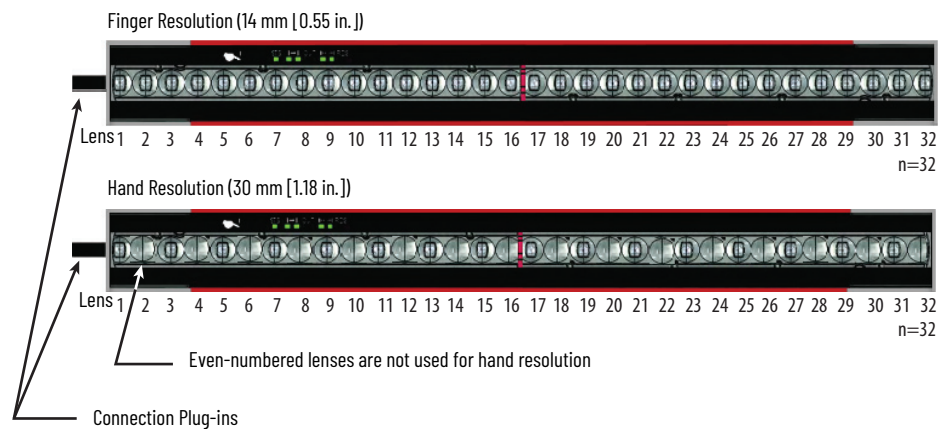 Finger Resolution (14 mm [0.55 in.])
Lens 1 2 3 4 5 6 7 8 9 10 11 12 13 14 15 16 17 18 19 20 21 22 23 24 25 26 27 28 29 30 31 32
n=32
Hand Resolution (30 mm [1.18 in.])
Lens 1 2 3 4 5 6 7 8 9 10 11 12 13 14 15 16 17 18 19 20 21 22 23 24 25 26 27 28 29 30 31 32
n=32
Even-numbered lenses are not used for hand resolution
Connection Plug-ins